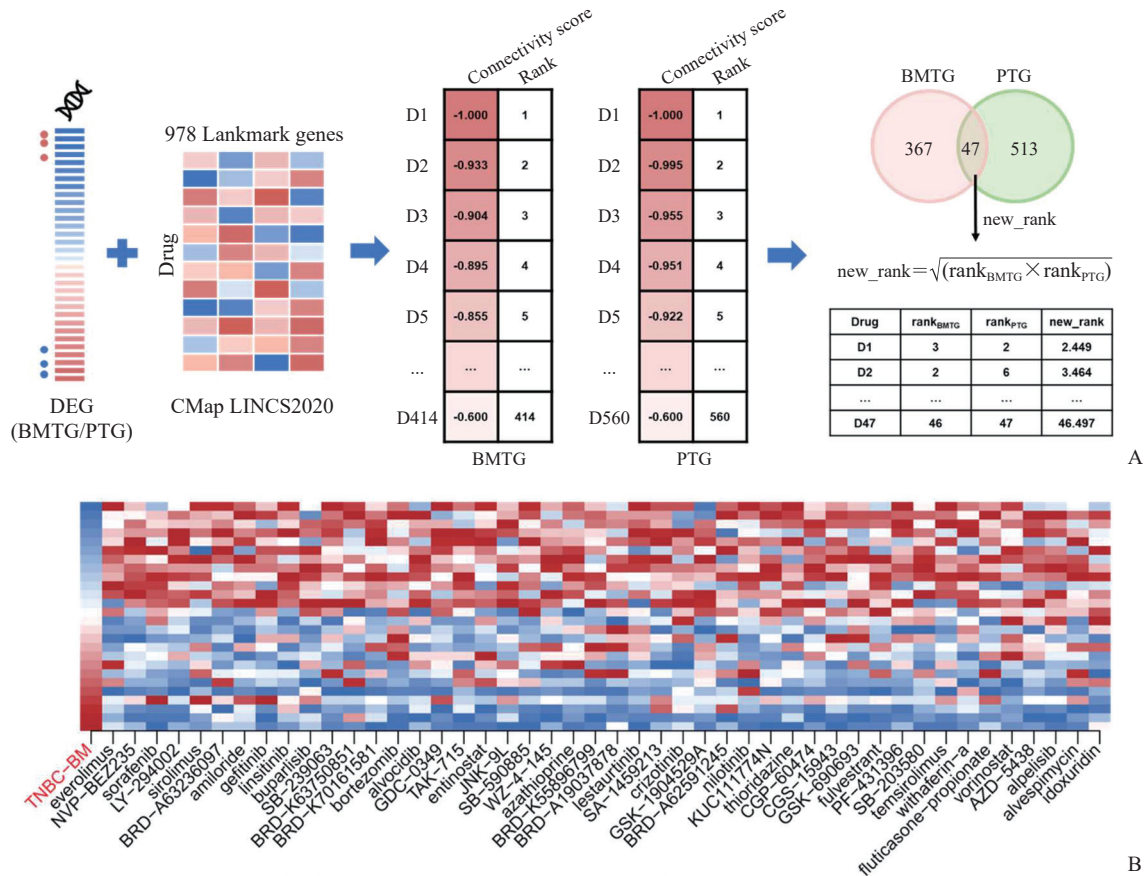 Connectivity score
Rank
Connectivity score
Rank
978 Lankmark genes
Drug
DEG
(BMTG/PTG)
CMap LINCS2020
D1 -1.000 1
D2 -0.933 2
D3 -0.904 3
D4 -0.895 4
D5 -0.855 5
... ... ...
D414 -0.600 414
BMTG
D1 -1.000 1
D2 -0.995 2
D3 -0.955 3
D4 -0.951 4
D5 -0.922 5
... ... ...
D560 -0.600 560
PTG
BMTG PTG
367 47 513
new_rank
new_rank=√(rankBMTG×rankPTG)
Drug rankBMTG rankPTG new_rank
D1 3 2 2.449
D2 2 6 3.464
... ... ... ...
D47 46 47 46.497
A
TNBC-BM
everolimus
NVP-BEZ235
sorafenib
LY-294002
sirolimus
BRD-A63236097
amiloride
gefitinib
linsitinib
buparlisib
SB-239063
BRD-K63750851
BRD-K70161581
bortezomib
alvocidib
GDC-0349
TAK-715
entinostat
JNK-9L
SB-590885
WZ-4-145
azathioprine
BRD-K55896799
BRD-A19037878
lestaurtinib
SA-1459213
crizotinib
GSK-1904529A
BRD-A62591245
nilotinib
KUC111774N
thioridazine
CGP-60474
CGS-15943
GSK-690693
fulvestrant
PF-431396
SB-203580
temsirolimus
withaferin-a
fluticasone-propionate
vorinostat
AZD-5438
alpelisib
alvespimycin
idoxuridin
B